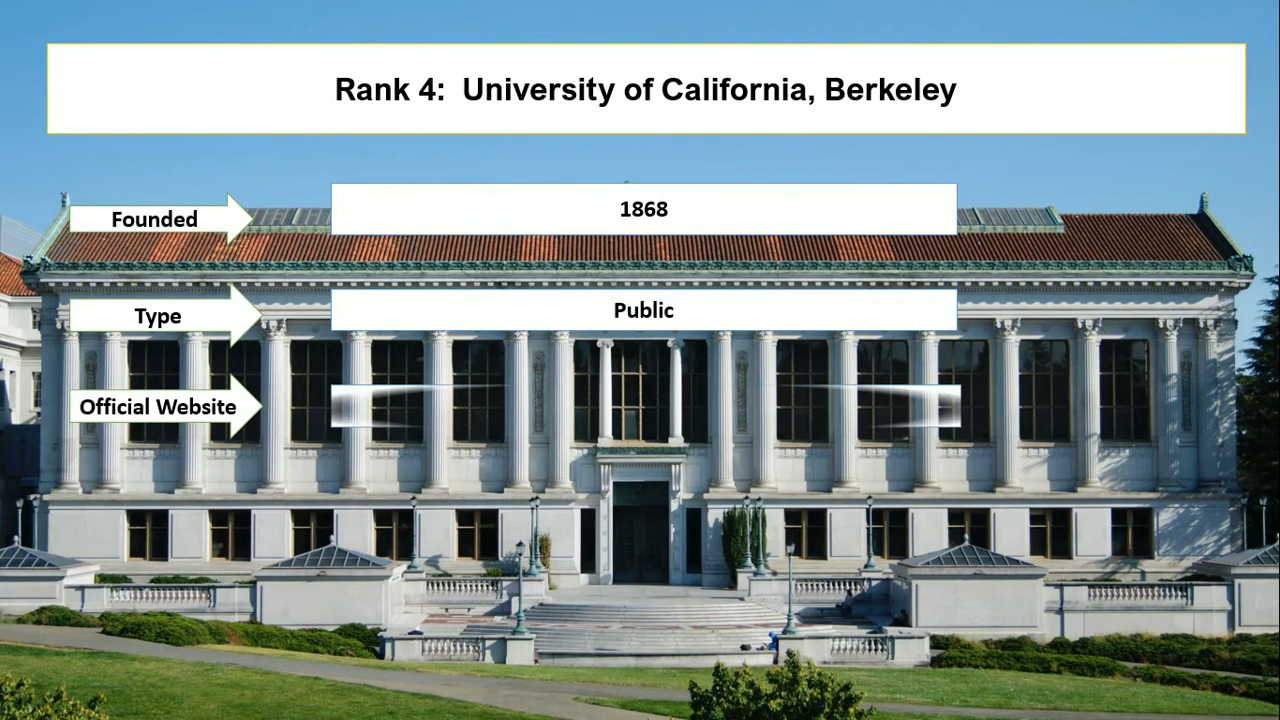 Rank 4:  University of California, Berkeley
Founded
1868
Type
Public
Official Website